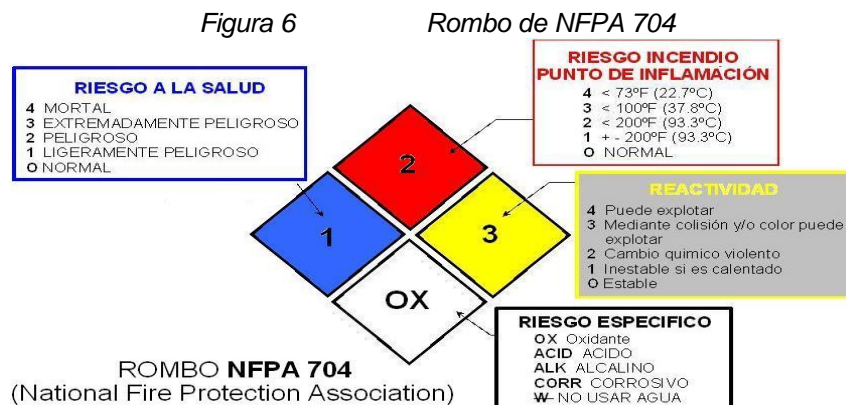 Figura 6 Rombo de NFPA 704
RIESGO A LA SALUD
4 MORTAL
3 EXTREMADAMENTE PELIGROSO
2 PELIGROSO
1 LIGERAMENTE PELIGROSO
0 NORMAL
RIESGO INCENDIO
PUNTO DE INFLAMACIÓN
4 < 73ºF (22.7ºC)
3 < 100ºF (37.8ºC)
2 < 200ºF (93.3ºC)
1 + - 200ºF (93.3ºC)
0 NORMAL
2
1
3
OX
REACTIVIDAD
4 Puede explotar
3 Mediante colisión y/o color puede
explotar
2 Cambio quimico violento
1 Inestable si es calentado
0 Estable
RIESGO ESPECIFICO
OX Oxidante
ACID ACIDO
ALK ALCALINO
CORR CORROSIVO
W NO USAR AGUA
ROMBO NFPA 704
(National Fire Protection Association)